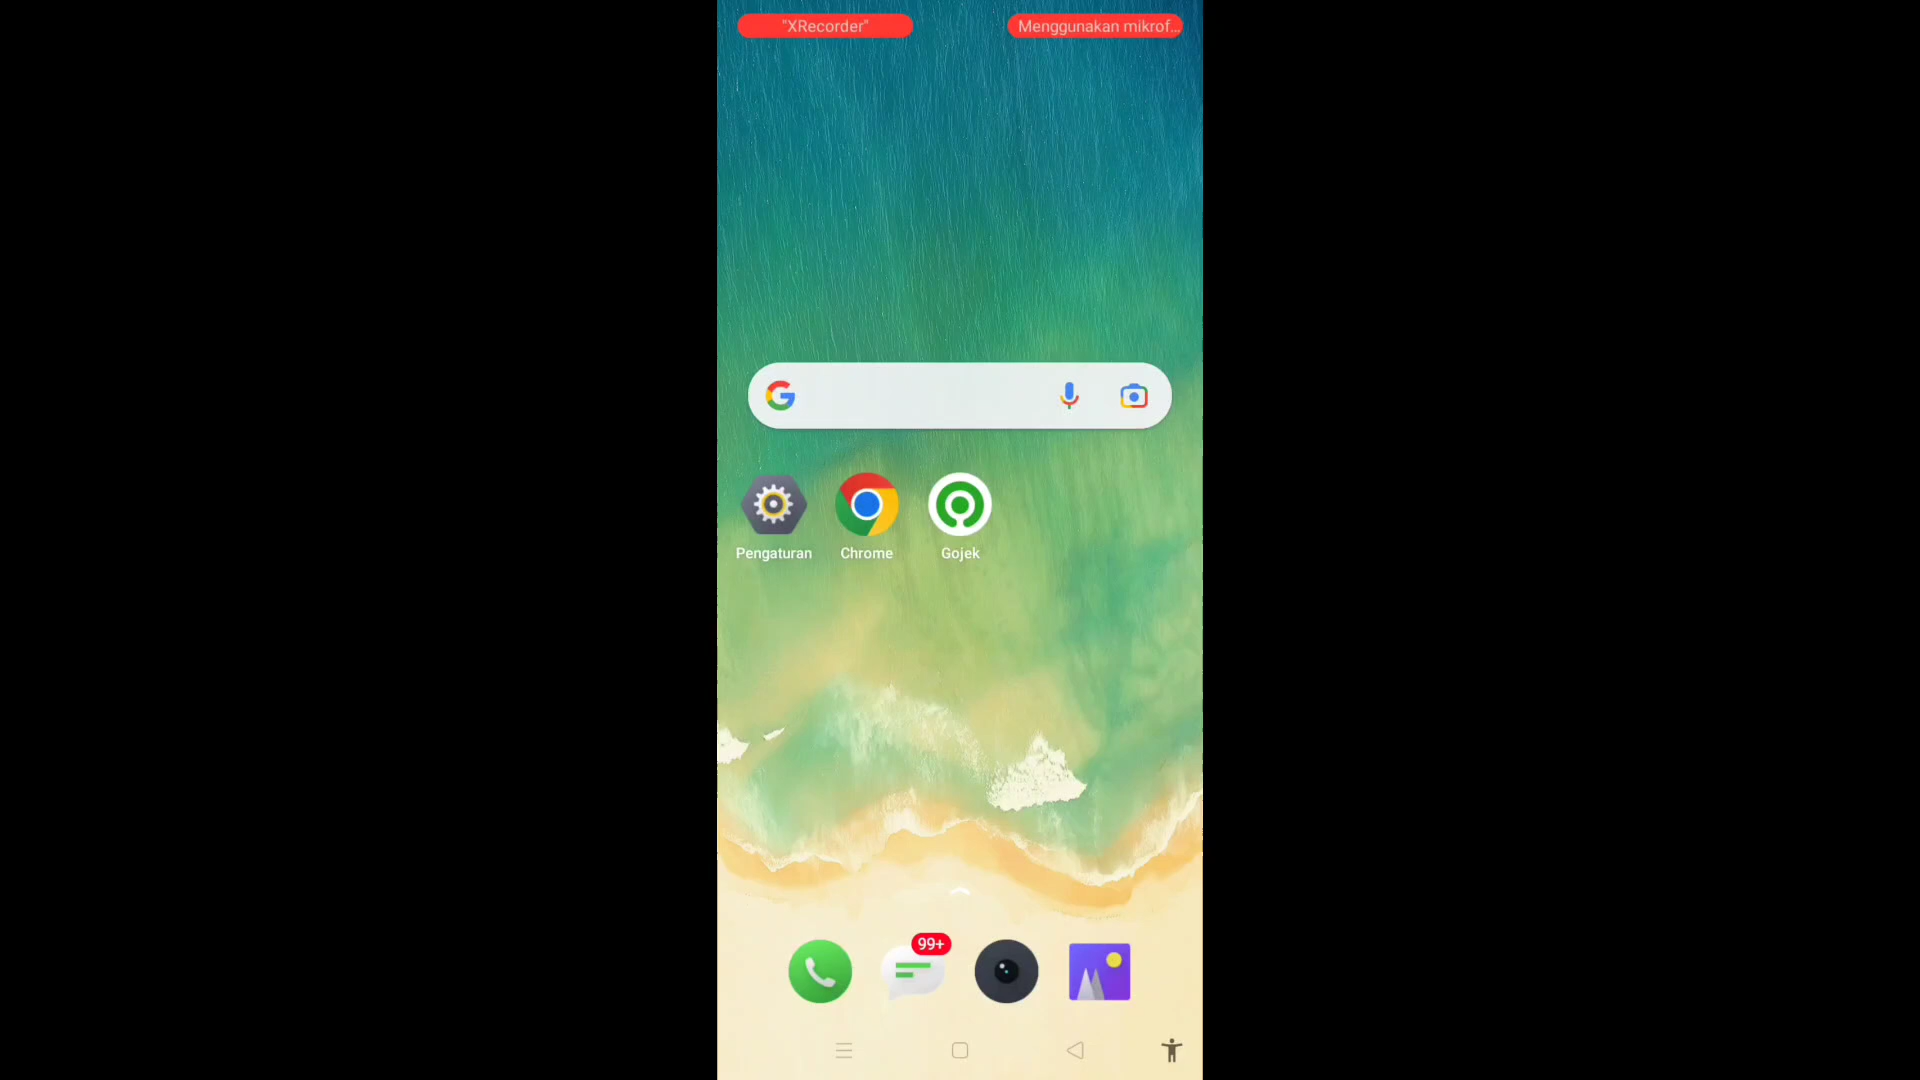 "XRecorder"
Menggunakan mikrof...
Pengaturan
Chrome
Gojek
99+